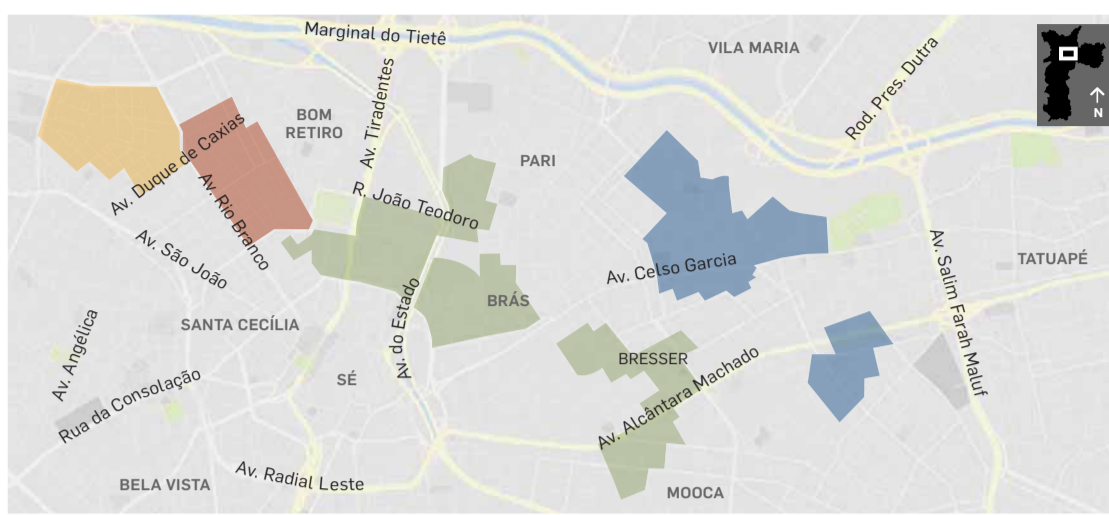 Marginal do Tietê
VILA MARIA
Rod. Pres. Dutra
N
Av. Tiradentes
BOM
RETIRO
Av. Duque de Caxias
PARI
Av. Rio Branco
R. João Teodoro
Av. São João
Av. Celso Garcia
Av. Salim Farah Maluf
TATUAPÉ
BRÁS
Av. do Estado
SANTA CECÍLIA
Av. Angélica
SÉ
BRESSER
Rua da Consolação
Av. Alcântara Machado
Av. Radial Leste
BELA VISTA
MOOCA